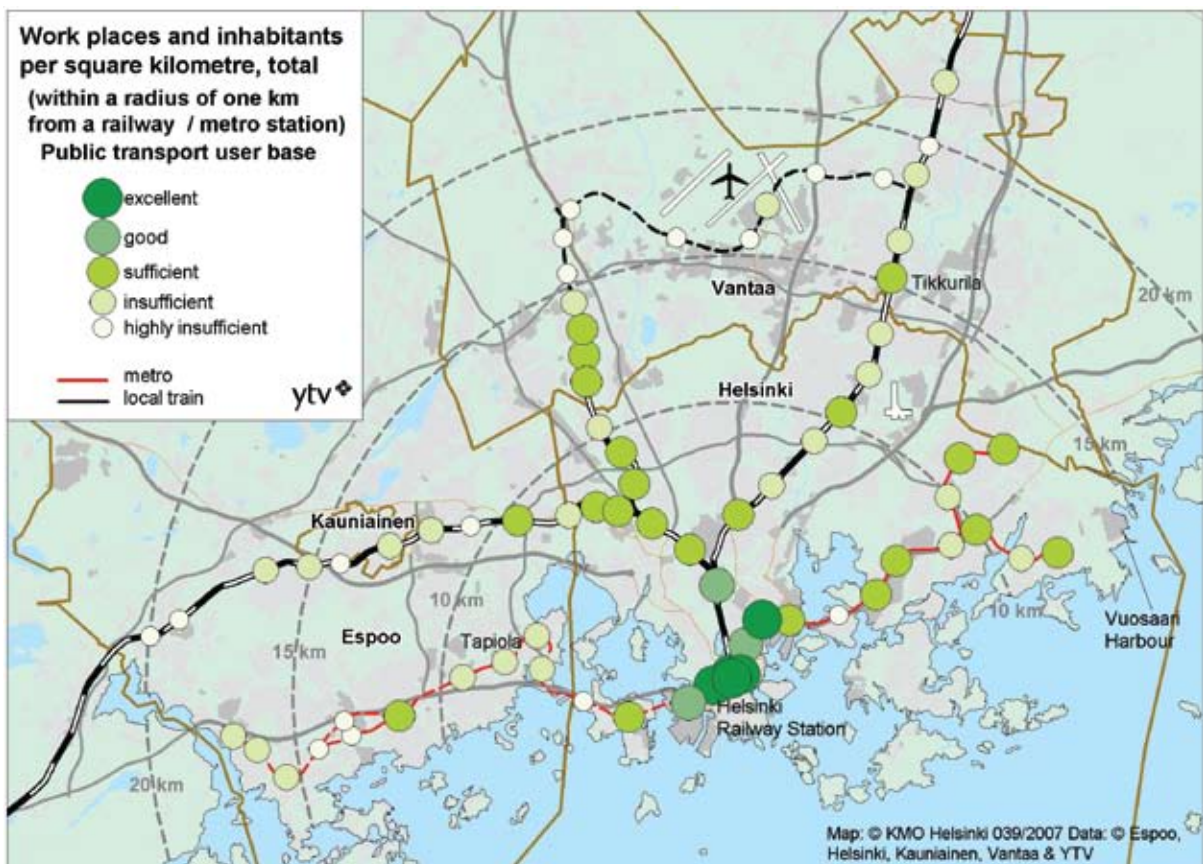 Work places and inhabitants
per square kilometre, total
(within a radius of one km
from a railway / metro station)
Public transport user base
excellent
good
sufficient
insufficient
highly insufficient
metro
local train
ytv
Vantaa
Tikkurila
20 km
Helsinki
15 km
Kauniainen
10 km
Espoo
Tapiola
15 km
10 km
Vuosaari
Harbour
Helsinki
Railway Station
20 km
Map: © KMO Helsinki 039/2007 Data: © Espoo,
Helsinki, Kauniainen, Vantaa & YTV